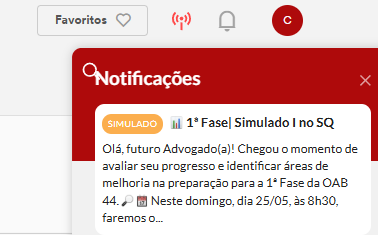 Favoritos
C
Notificações
SIMULADO 📊 1ª Fase| Simulado I no SQ
Olá, futuro Advogado(a)! Chegou o momento de
avaliar seu progresso e identificar áreas de
melhoria na preparação para a 1ª Fase da OAB
44. 🔎 📅 Neste domingo, dia 25/05, às 8h30,
faremos o...